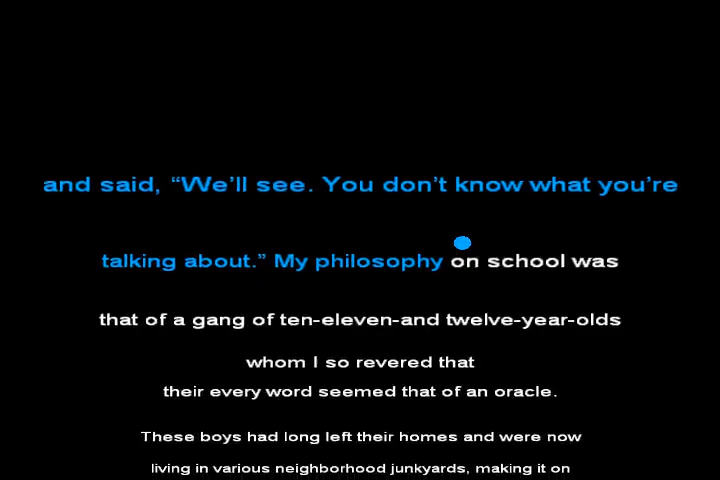 and said, “We’ll see. You don’t know what you’re
talking about.” My philosophy on school was
that of a gang of ten-eleven-and twelve-year-olds
whom I so revered that
their every word seemed that of an oracle.
These boys had long left their homes and were now
living in various neighborhood junkyards, making it on